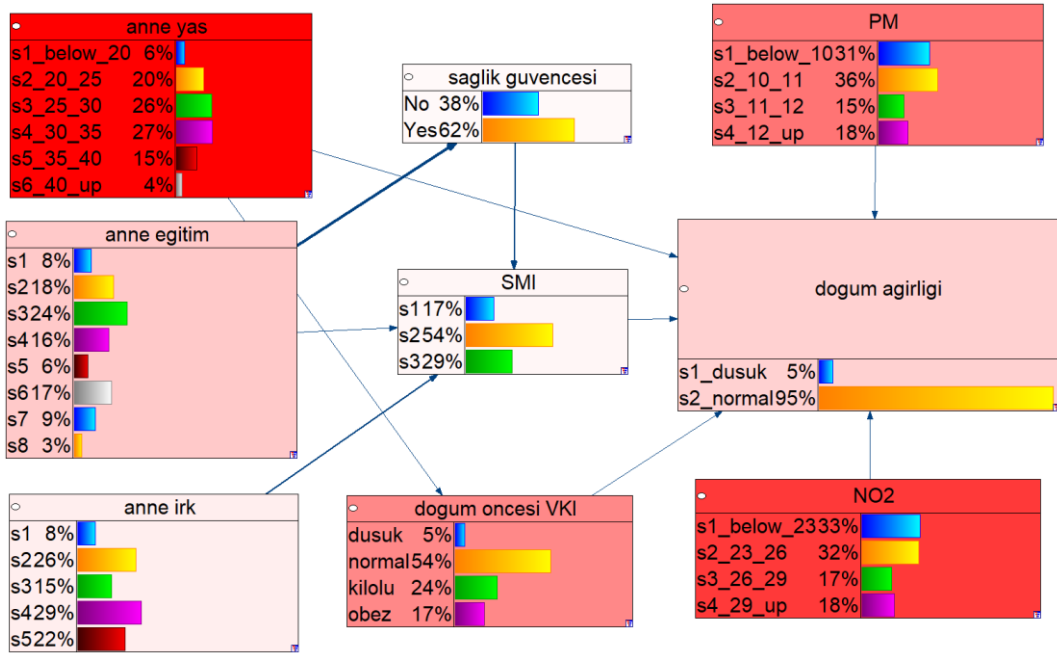 anne yas
s1_below_20 6%
s2_20_25 20%
s3_25_30 26%
s4_30_35 27%
s5_35_40 15%
s6_40_up 4%
saglik guvencesi
No 38%
Yes62%
PM
s1_below_1031%
s2_10_11 36%
s3_11_12 15%
s4_12_up 18%
anne egitim
s1 8%
s218%
s324%
s416%
s5 6%
s617%
s7 9%
s8 3%
SMI
s117%
s254%
s329%
dogum agirligi
s1_dusuk 5%
s2_normal95%
anne irk
s1 8%
s226%
s315%
s429%
s522%
dogum oncesi VKI
dusuk 5%
normal54%
kilolu 24%
obez 17%
NO2
s1_below_2333%
s2_23_26 32%
s3_26_29 17%
s4_29_up 18%